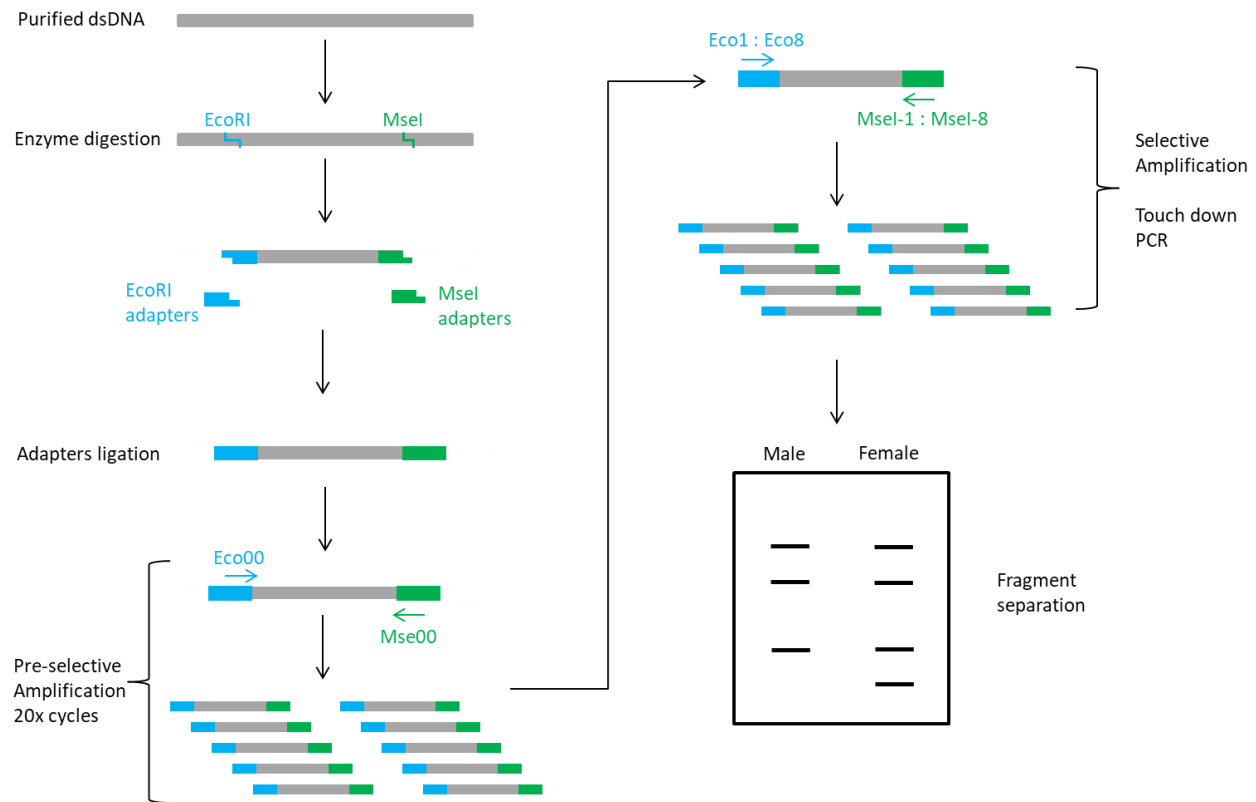 Purified dsDNA
EcoRI
MseI
Enzyme digestion
EcoRI
adapters
MseI
adapters
Adapters ligation
Eco00
Mse00
Pre-selective
Amplification
20x cycles
Eco1 : Eco8
MseI-1 : MseI-8
Selective
Amplification
Touch down
PCR
Male
Female
Fragment
separation